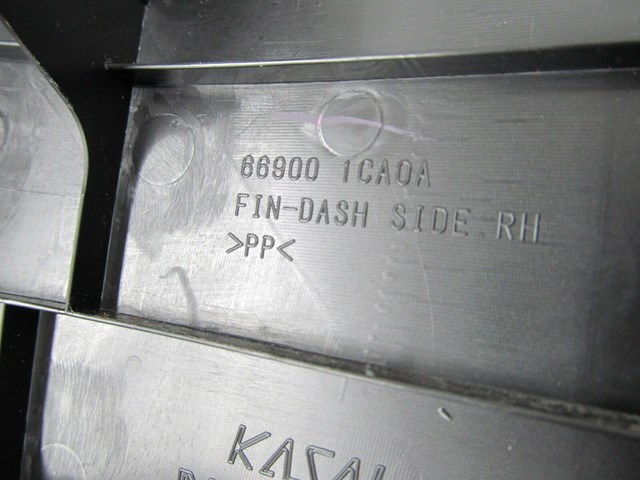 66900 1CA0A
FIN-DASH SIDE RH
>PP<
KASAI